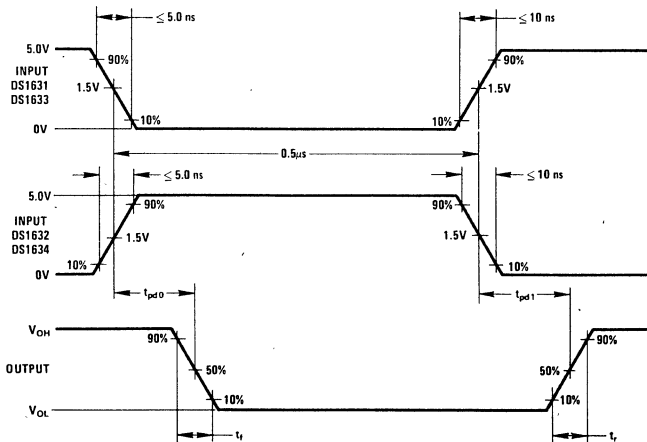 ≤ 5.0 ns
≤ 10 ns
5.0V
90%
90%
INPUT
DS1631
DS1633
1.5V
1.5V
10%
10%
0V
0.5μs
≤ 5.0 ns
≤ 10 ns
5.0V
90%
90%
INPUT
DS1632
DS1634
1.5V
1.5V
10%
10%
0V
tpd0
tpd1
VOH
90%
90%
OUTPUT
50%
50%
10%
10%
VOL
tf
tr